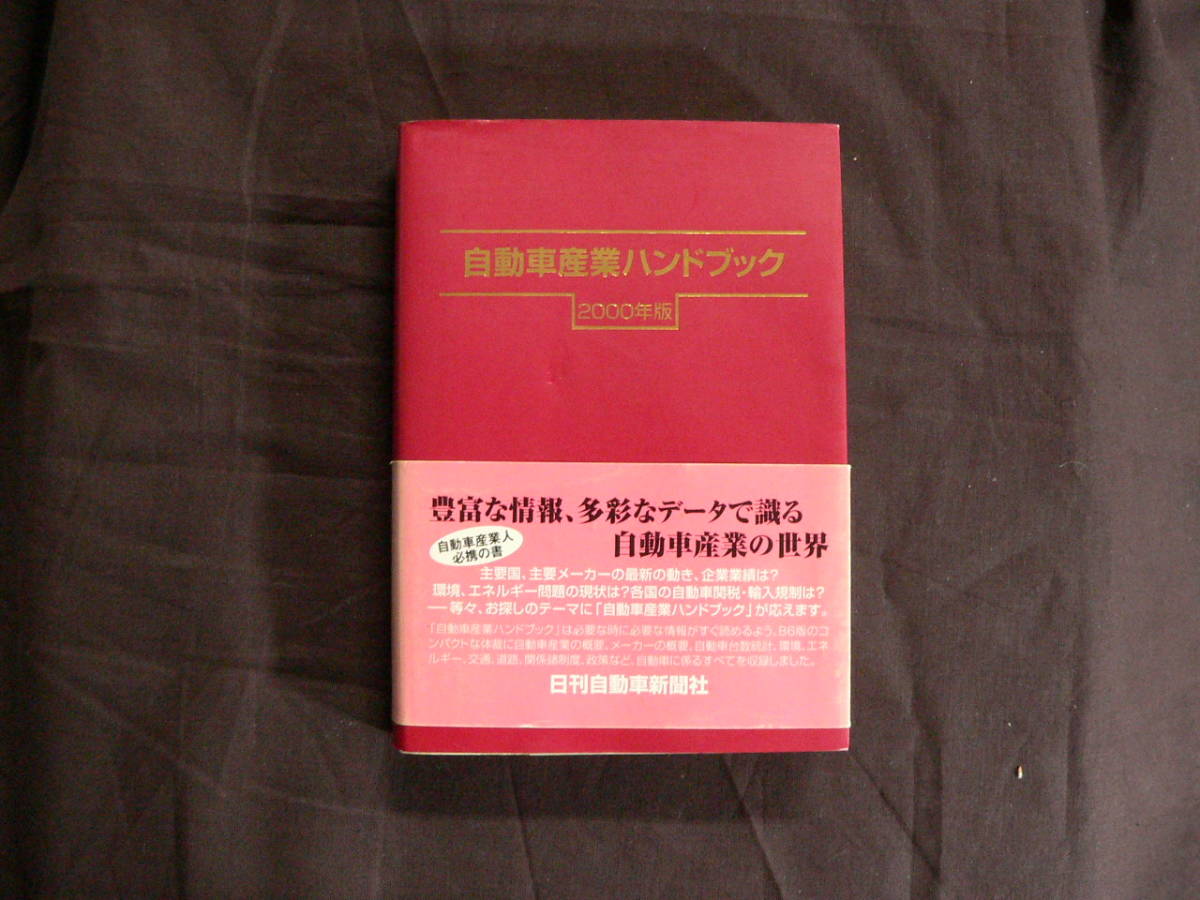 自動車産業ハンドブック
2000年版
豊富な情報、多彩なデータで識る
自動車産業の世界
自動車産業人
必携の書
主要国、主要メーカーの最新の動き、企業業績は?
環境、エネルギー問題の現状は?各国の自動車関税・輸入規制は?
──等々、お探しのテーマに「自動車産業ハンドブック」が応えます。
「自動車産業ハンドブック」は必要な時に必要な情報がすぐ読めるよう、B6版のコ
ンパクトな体裁に自動車産業の概要、メーカーの概要、自動車台数統計、環境、エネ
ルギー、交通、道路、関係諸制度、政策など、自動車に係るすべてを収録しました。
日刊自動車新聞社